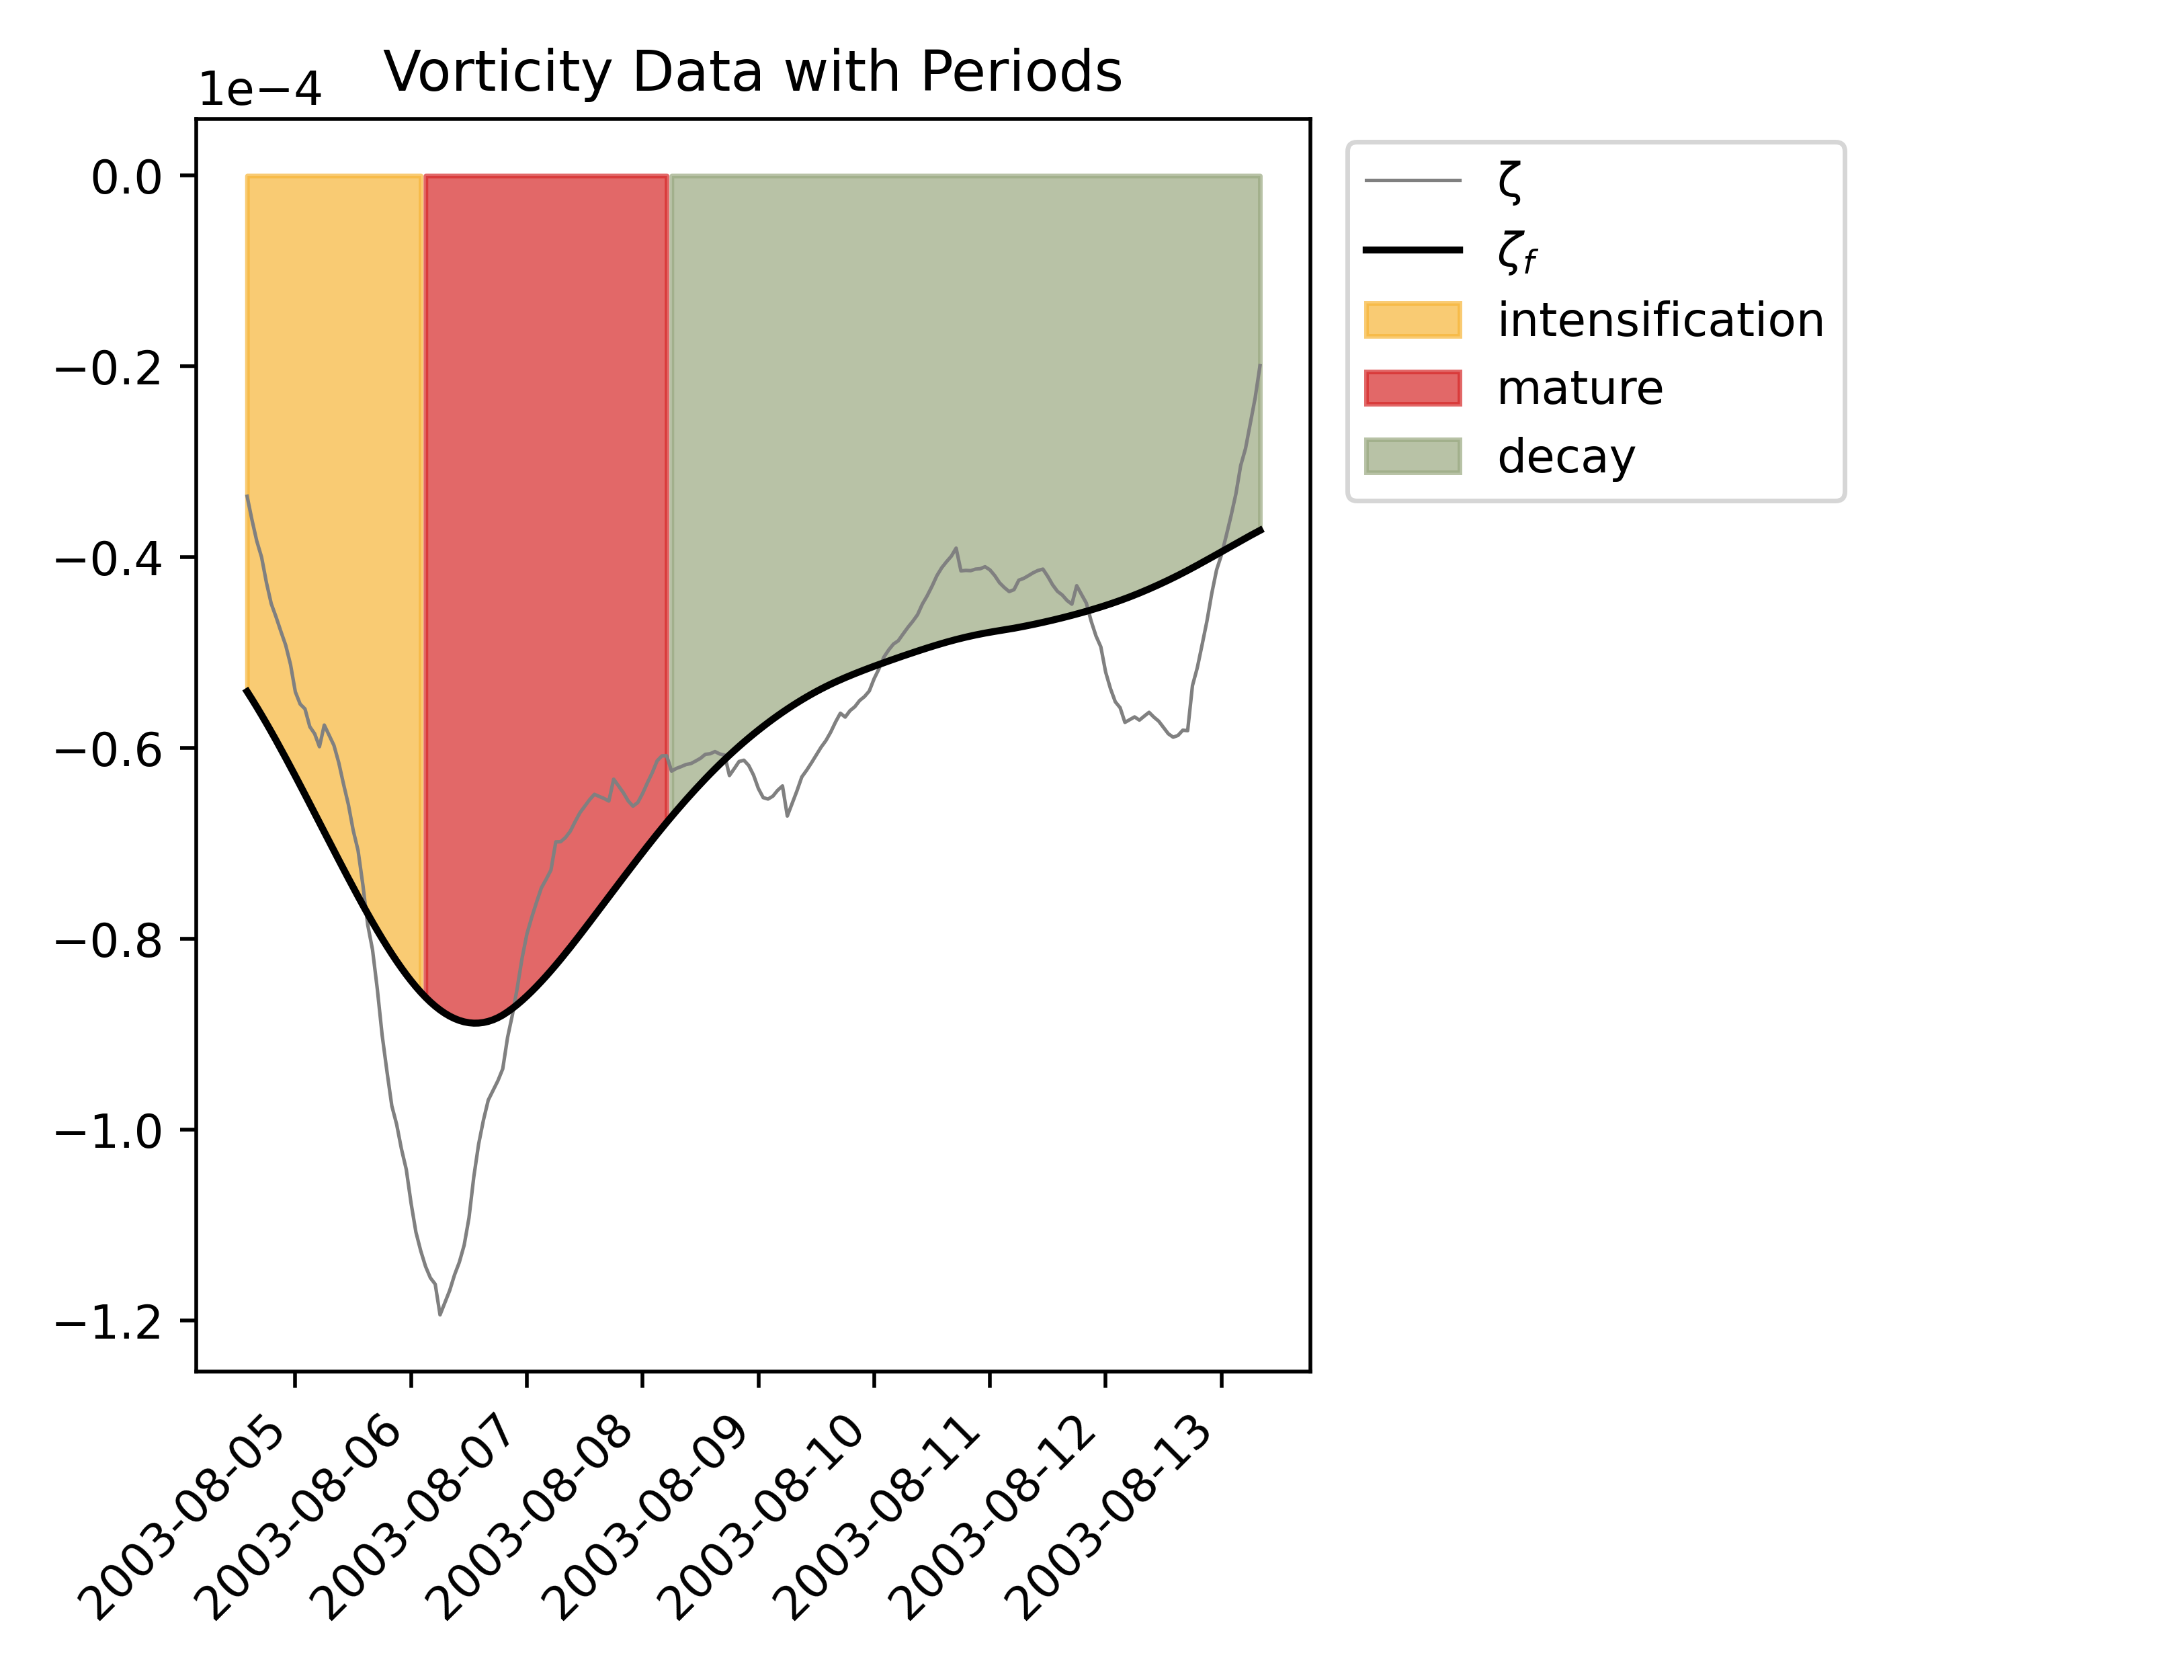 Vorticity Data with Periods
1e−4
0.0
−0.2
−0.4
−0.6
−0.8
−1.0
−1.2
2003-08-05
2003-08-06
2003-08-07
2003-08-08
2003-08-09
2003-08-10
2003-08-11
2003-08-12
2003-08-13
ζ
ζf
intensification
mature
decay